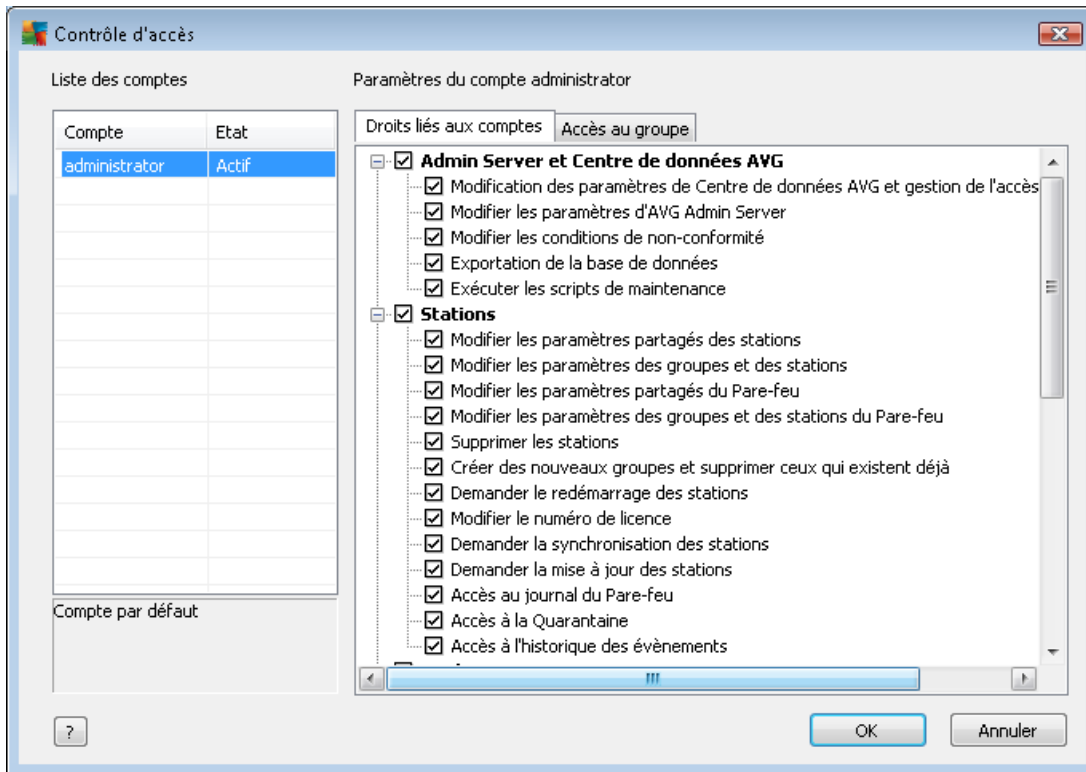 Contrôle d'accès
Liste des comptes
Paramètres du compte administrator
Compte
Etat
administrator
Actif
Compte par défaut
Droits liés aux comptes
Accès au groupe
Admin Server et Centre de données AVG
Modification des paramètres de Centre de données AVG et gestion de l'accès
Modifier les paramètres d'AVG Admin Server
Modifier les conditions de non-conformité
Exportation de la base de données
Exécuter les scripts de maintenance
Stations
Modifier les paramètres partagés des stations
Modifier les paramètres des groupes et des stations
Modifier les paramètres partagés du Pare-feu
Modifier les paramètres des groupes et des stations du Pare-feu
Supprimer les stations
Créer des nouveaux groupes et supprimer ceux qui existent déjà
Demander le redémarrage des stations
Modifier le numéro de licence
Demander la synchronisation des stations
Demander la mise à jour des stations
Accès au journal du Pare-feu
Accès à la Quarantaine
Accès à l'historique des évènements
?
OK
Annuler